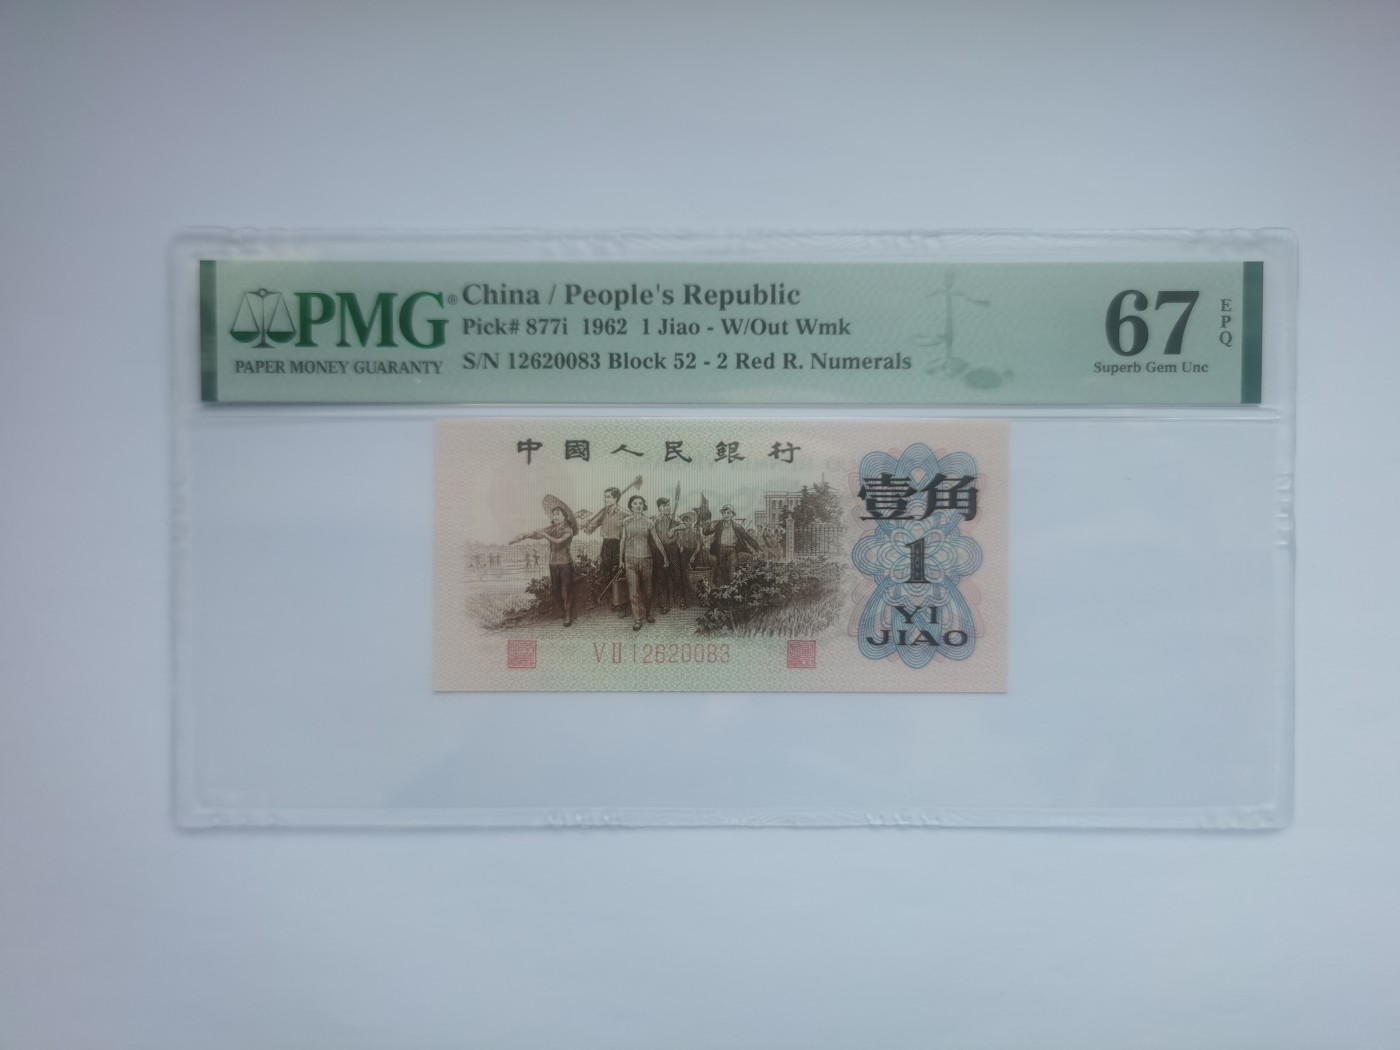 PMG®
PAPER MONEY GUARANTY
China / People's Republic
Pick# 877i 1962 1 Jiao - W/Out Wmk
S/N 12620083 Block 52 - 2 Red R. Numerals
67
EPQ
Superb Gem Unc
中國人民銀行
壹角
1
YI
JIAO
VII 12620083